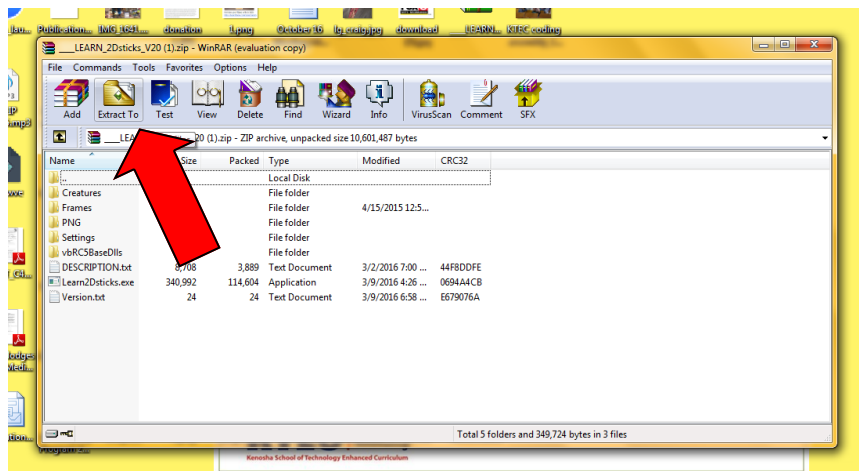 Publication... IMG_1641.... donation 1.png October 16 lg_craig.jpg download ___LEARN... KTEC coding
___LEARN_2Dsticks_V20 (1).zip - WinRAR (evaluation copy)
File Commands Tools Favorites Options Help
Add Extract To Test View Delete Find Wizard Info VirusScan Comment SFX
20 (1).zip - ZIP archive, unpacked size 10,601,487 bytes
Name Size Packed Type Modified CRC32
.. Local Disk
Creatures File folder
Frames File folder 4/15/2015 12:5...
PNG File folder
Settings File folder
vbRC5BaseDlls File folder
DESCRIPTION.txt 8,708 3,889 Text Document 3/2/2016 7:00 ... 44F8DDFE
Learn2Dsticks.exe 340,992 114,604 Application 3/9/2016 4:26 ... 0694A4CB
Version.txt 24 24 Text Document 3/9/2016 6:58 ... E679076A
Total 5 folders and 349,724 bytes in 3 files
Kenosha School of Technology Enhanced Curriculum